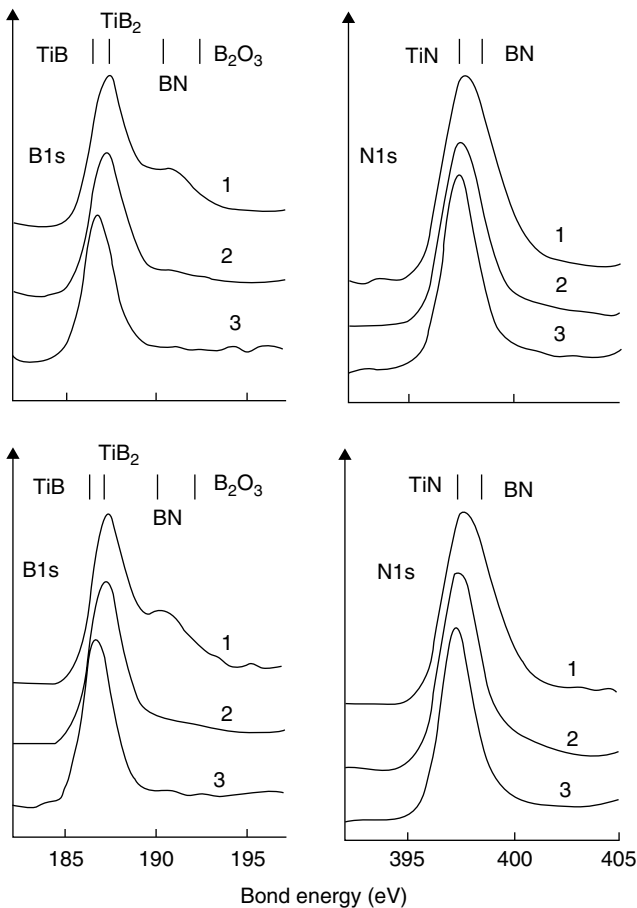 TiB₂
TiB B₂O₃
BN
B1s
1
2
3
TiN BN
N1s
1
2
3
TiB₂
TiB B₂O₃
BN
B1s
1
2
3
185 190 195
TiN BN
N1s
1
2
3
395 400 405
Bond energy (eV)